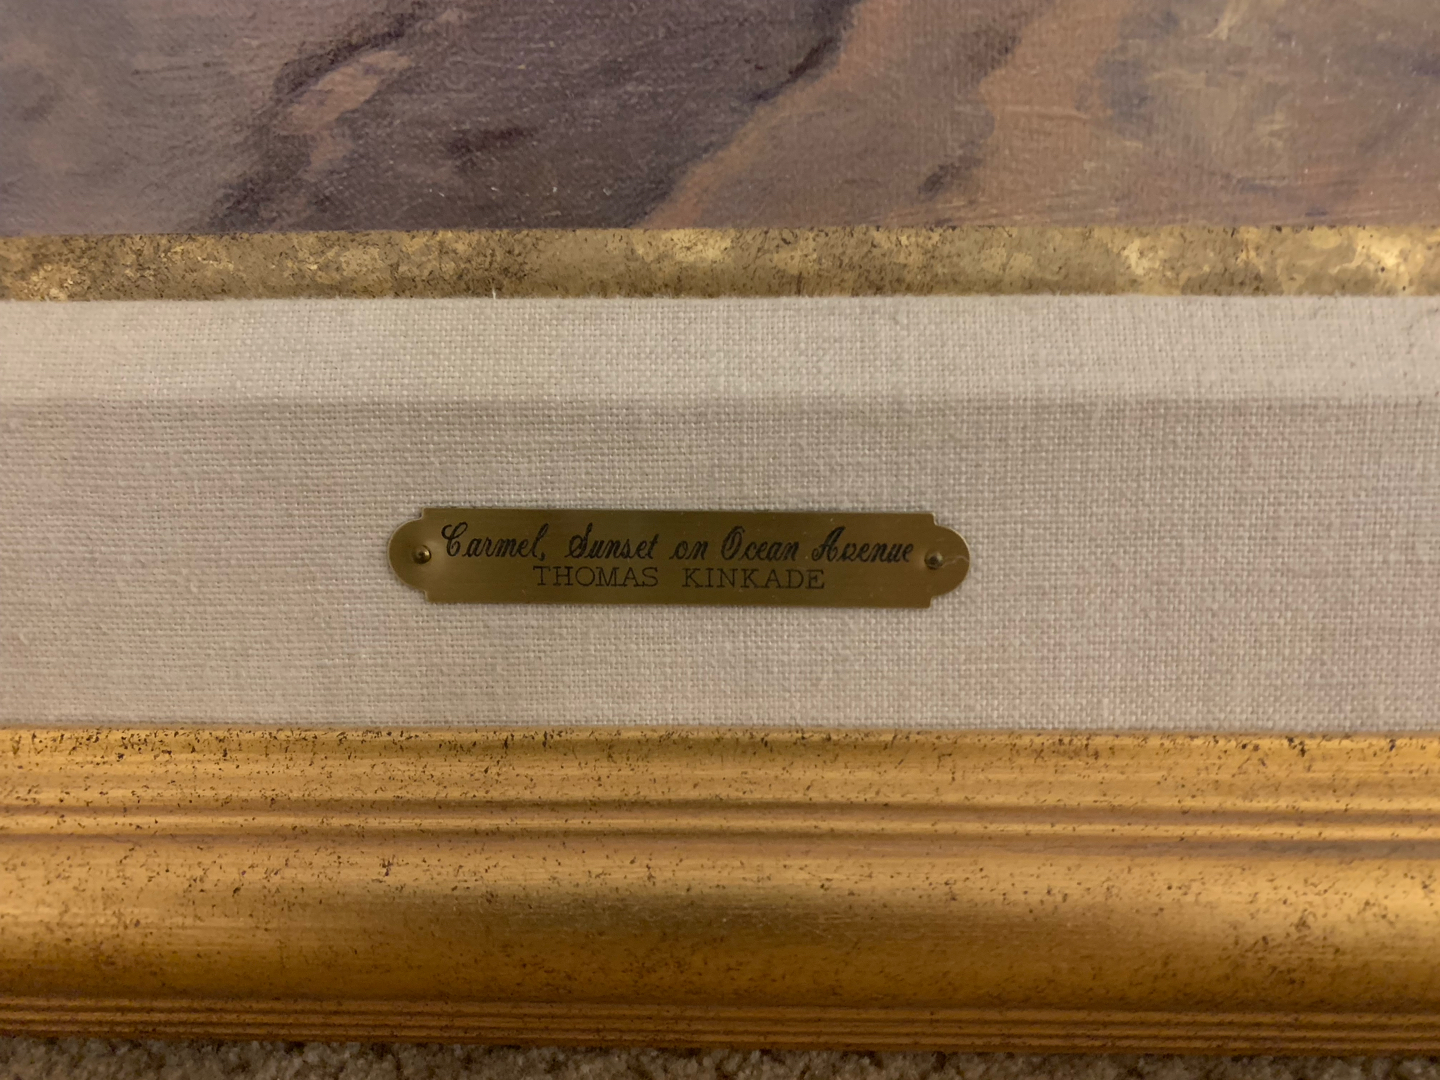 Carmel, Sunset on Ocean Avenue
THOMAS KINKADE